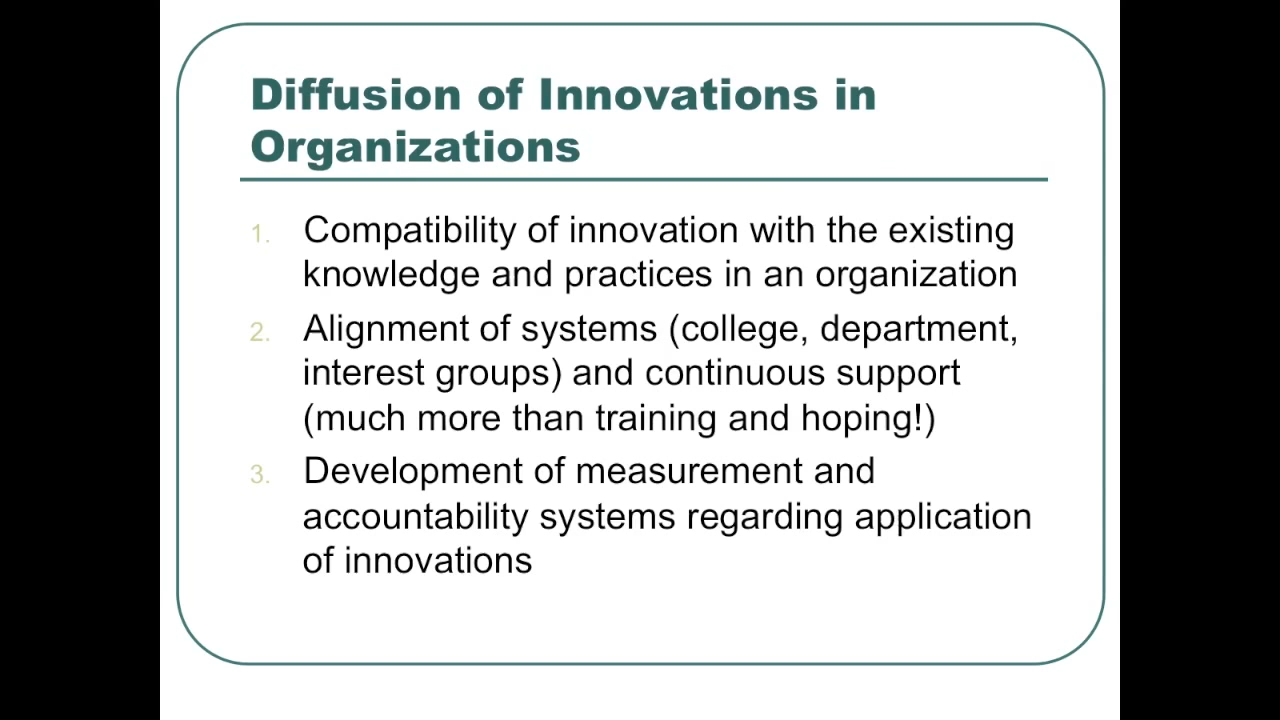 Diffusion of Innovations in
Organizations
1. Compatibility of innovation with the existing
knowledge and practices in an organization
2. Alignment of systems (college, department,
interest groups) and continuous support
(much more than training and hoping!)
3. Development of measurement and
accountability systems regarding application
of innovations